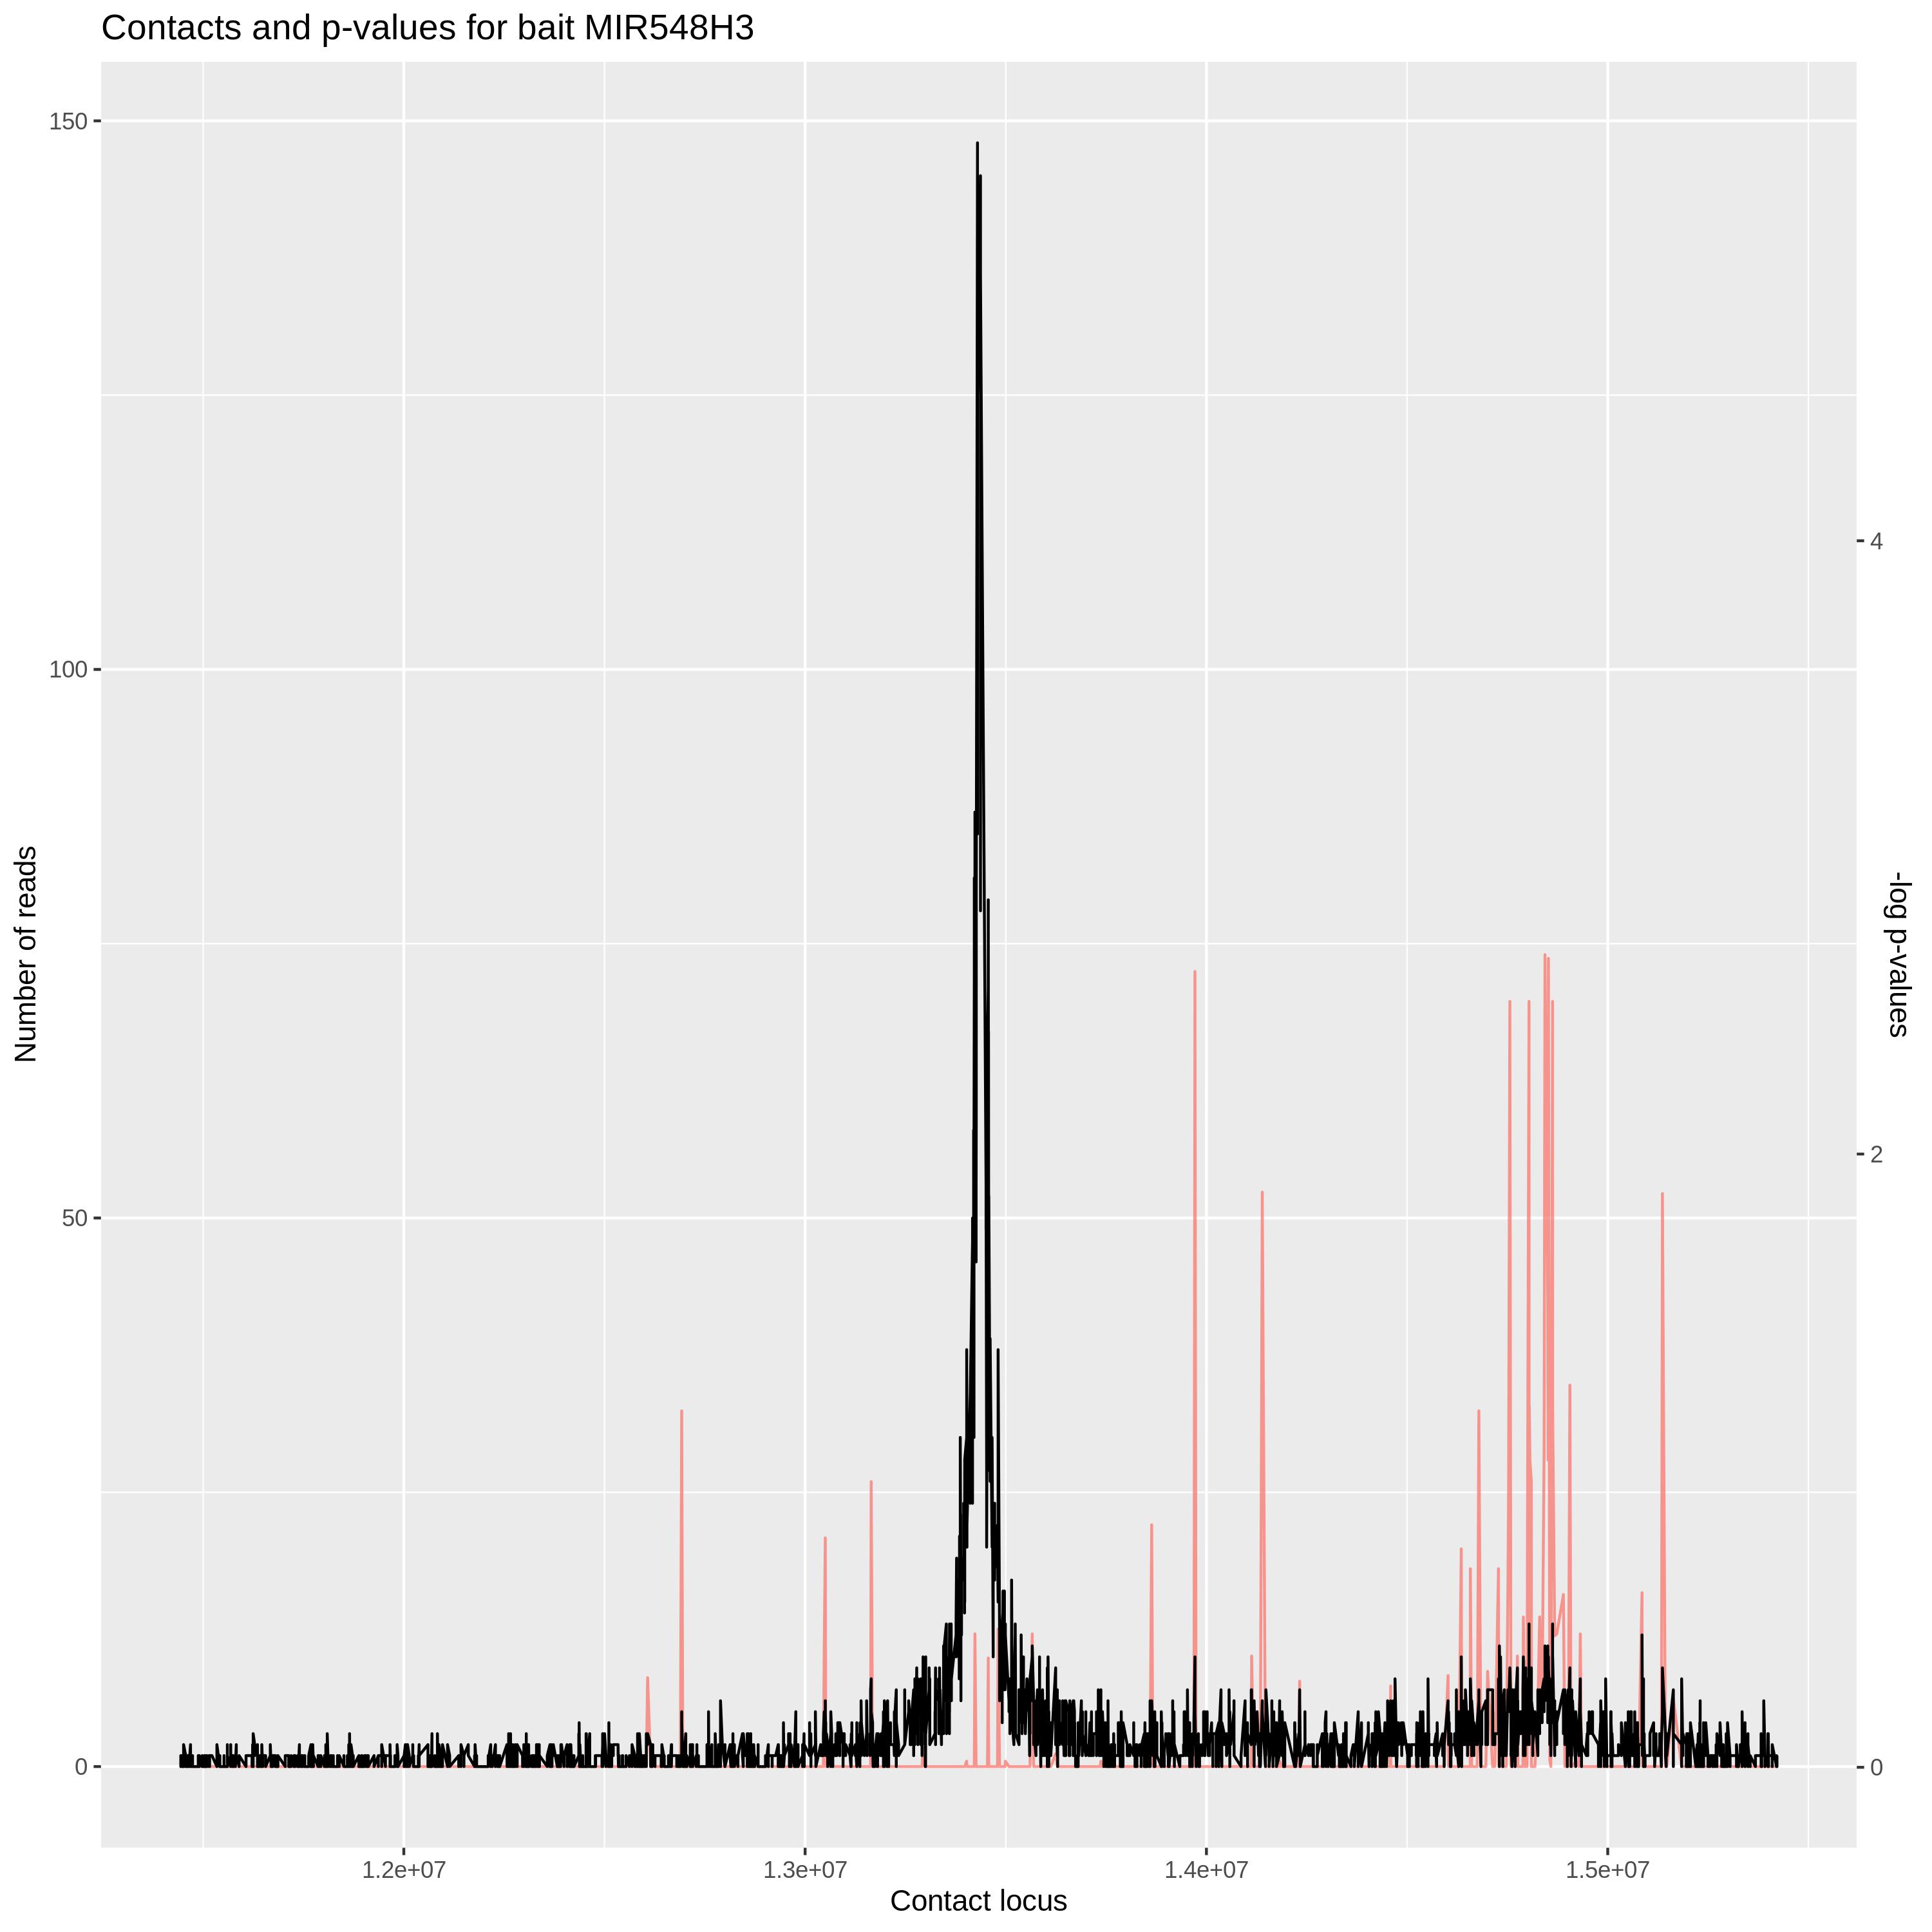 Contacts and p-values for bait MIR548H3
150
100
50
0
Number of reads
4
2
0
-log p-values
1.2e+07
1.3e+07
1.4e+07
1.5e+07
Contact locus